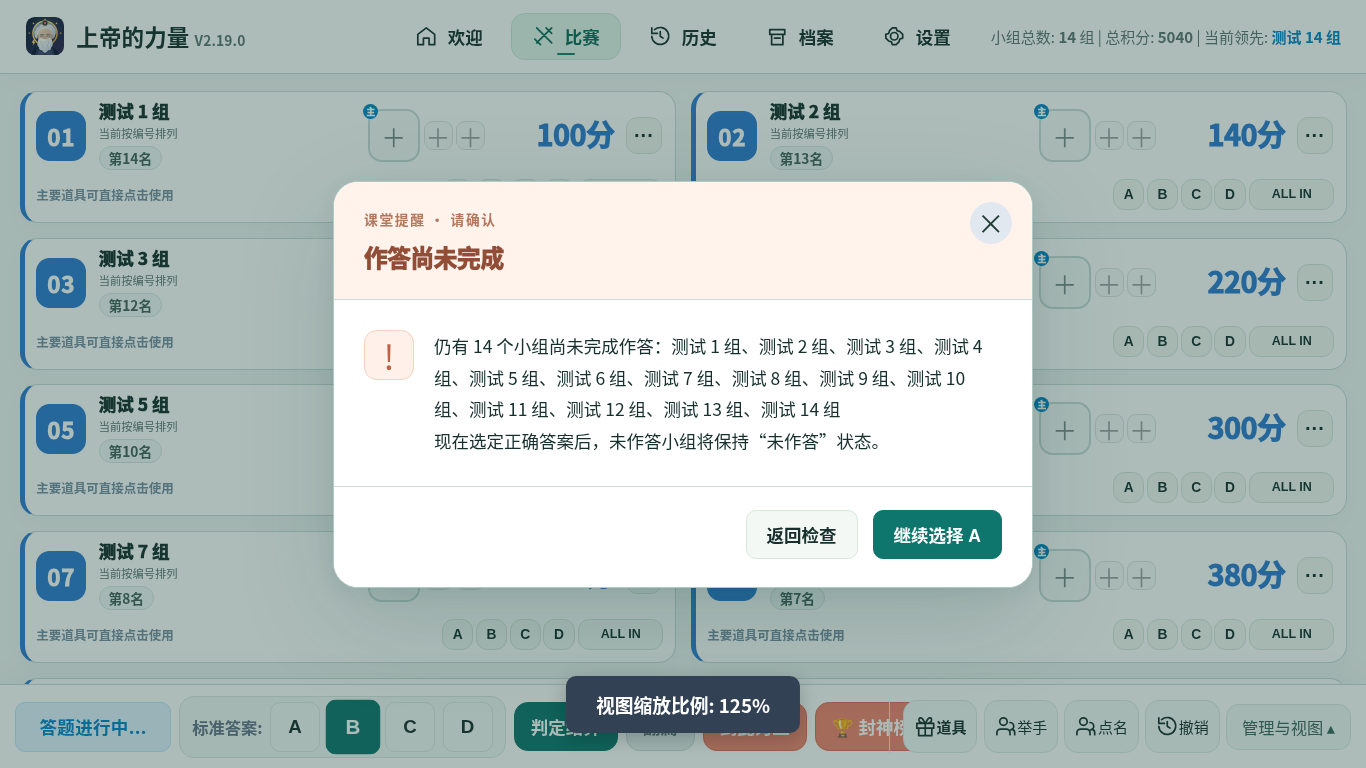 上帝的力量 V2.19.0
欢迎
比赛
历史
档案
设置
小组总数: 14 组 | 总积分: 5040 | 当前领先: 测试 14 组
01
测试 1 组
当前按编号排列
第14名
主
100分
...
主要道具可直接点击使用
02
测试 2 组
当前按编号排列
第13名
主
140分
...
A B C D ALL IN
03
测试 3 组
当前按编号排列
第12名
主要道具可直接点击使用
主
220分
...
A B C D ALL IN
05
测试 5 组
当前按编号排列
第10名
主要道具可直接点击使用
主
300分
...
A B C D ALL IN
07
测试 7 组
当前按编号排列
第8名
主要道具可直接点击使用
A B C D ALL IN
第7名
主
380分
...
主要道具可直接点击使用
A B C D ALL IN
课堂提醒 · 请确认
作答尚未完成
!
仍有 14 个小组尚未完成作答：测试 1 组、测试 2 组、测试 3 组、测试 4
组、测试 5 组、测试 6 组、测试 7 组、测试 8 组、测试 9 组、测试 10
组、测试 11 组、测试 12 组、测试 13 组、测试 14 组
现在选定正确答案后，未作答小组将保持“未作答”状态。
返回检查
继续选择 A
视图缩放比例: 125%
答题进行中...
标准答案:
A B C D
判定
封神
道具
举手
点名
撤销
管理与视图 ▴